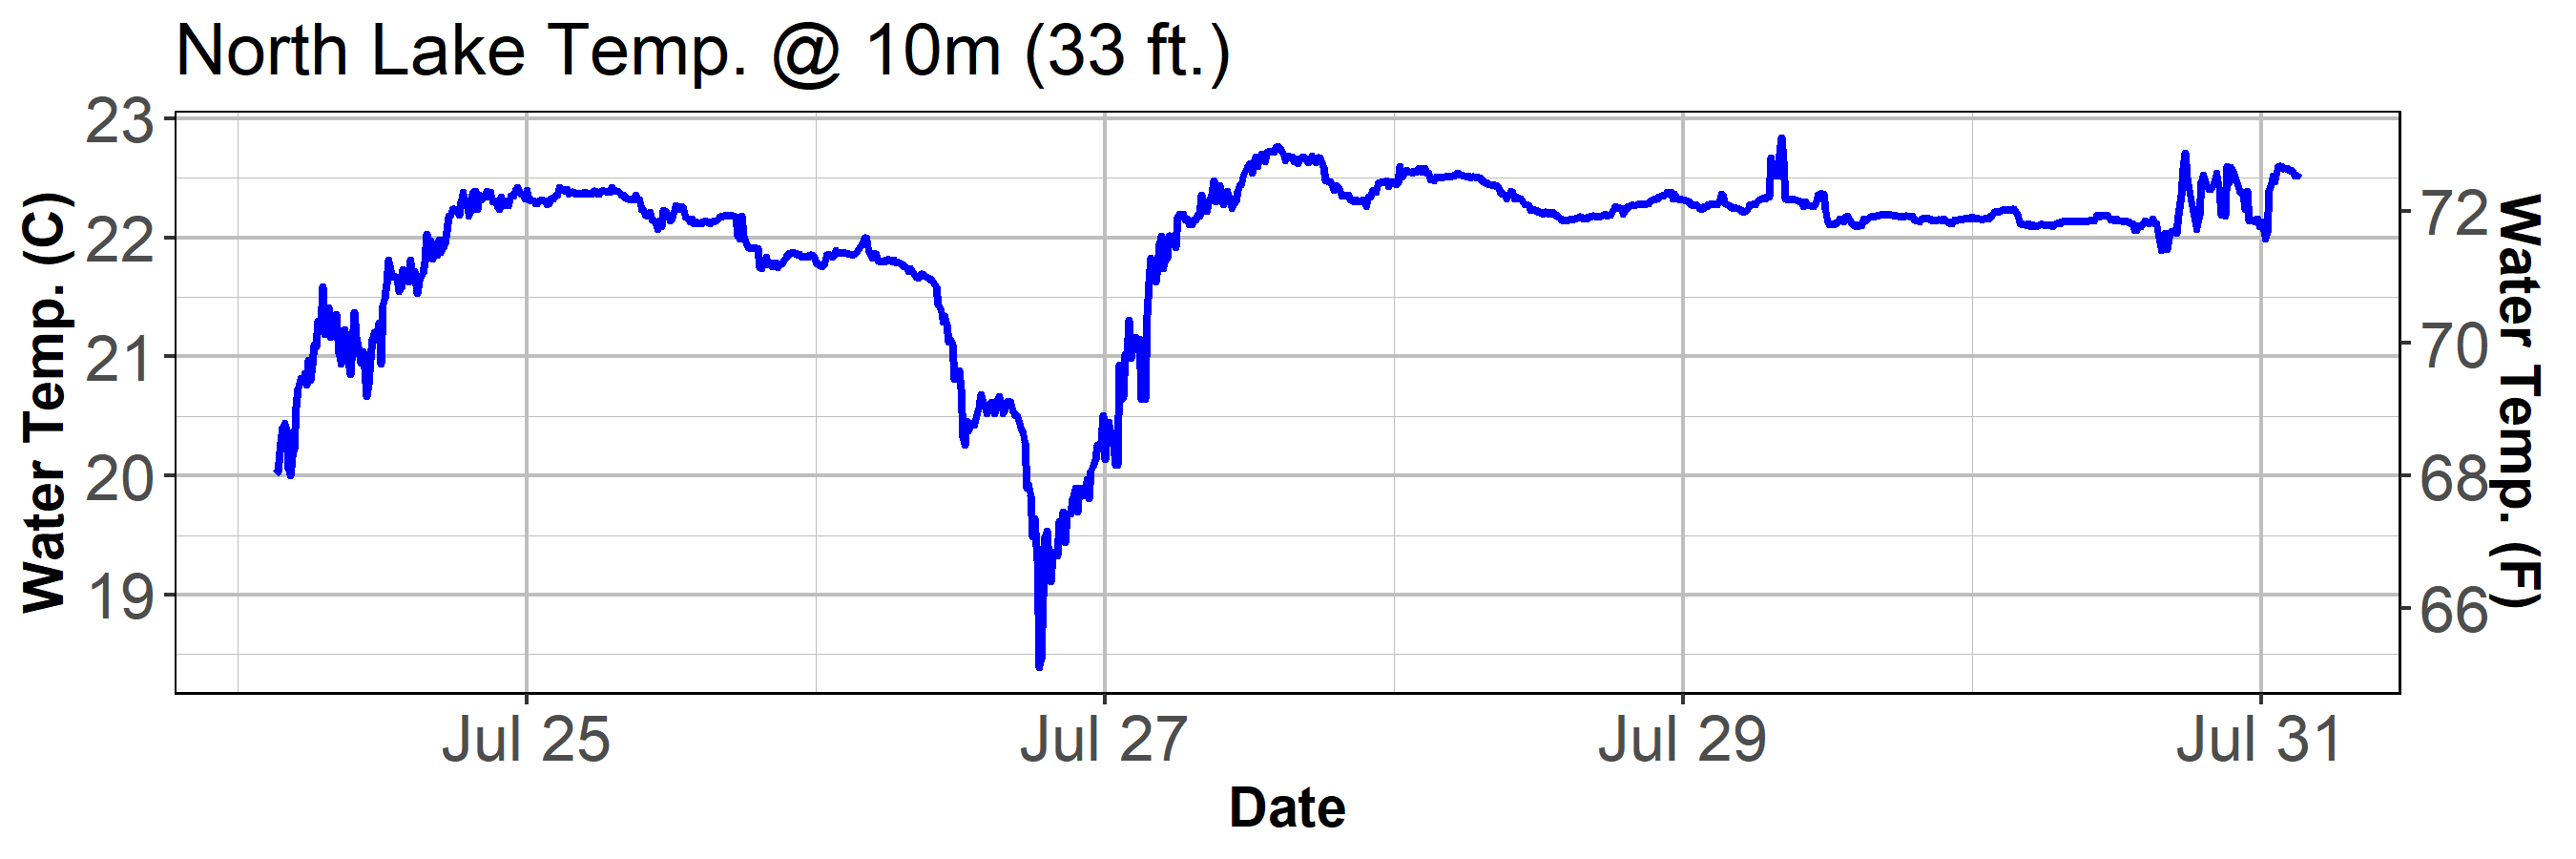 North Lake Temp. @ 10m (33 ft.)
Water Temp. (C)
23
22
21
20
19
72
70
68
66
Water Temp. (F)
Jul 25 Jul 27 Jul 29 Jul 31
Date